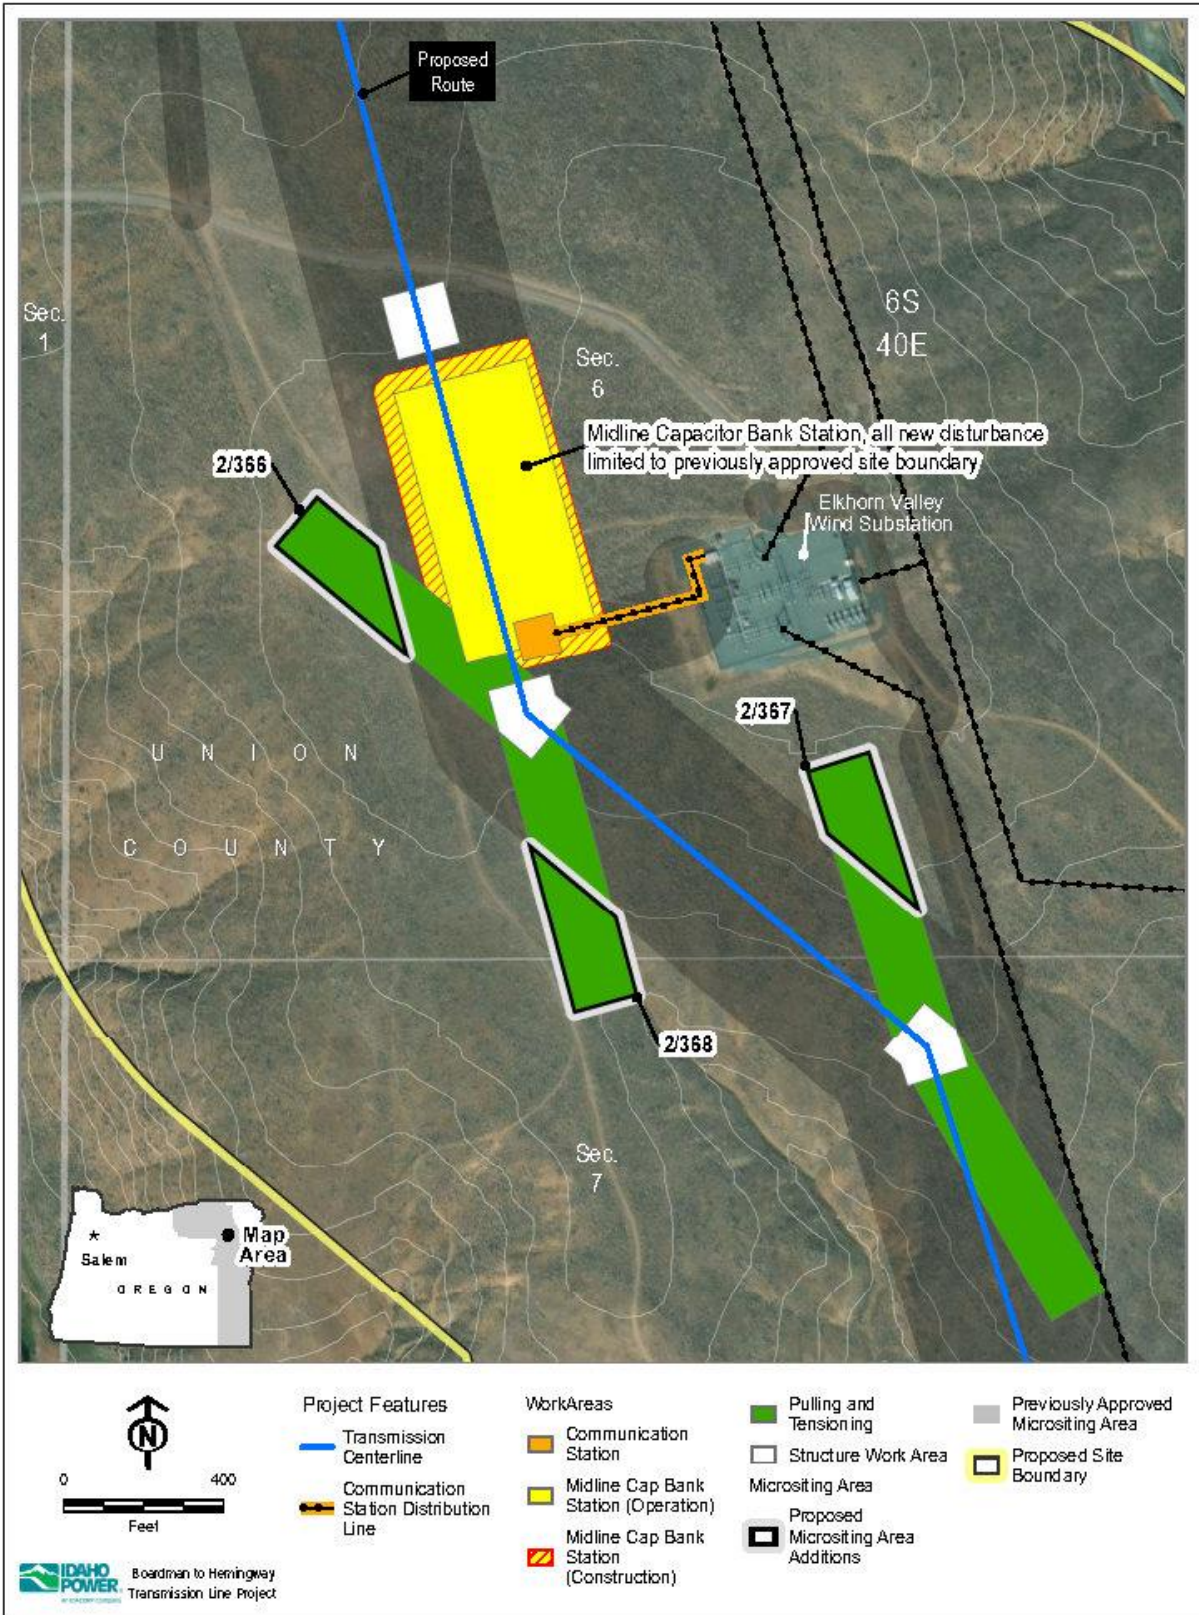 Proposed
Route
Sec.
1
6S
40E
Sec.
6
Midline Capacitor Bank Station, all new disturbance
limited to previously approved site boundary
2/366
Elkhorn Valley
Wind Substation
2/367
U N I O N
C O U N T Y
2/368
Sec.
7
Map
Area
Salem
OREGON
N
0 400
Feet
IDAHO
POWER
AN IDACORP COMPANY
Boardman to Hemingway
Transmission Line Project
Project Features
Transmission
Centerline
Communication
Station Distribution
Line
WorkAreas
Communication
Station
Midline Cap Bank
Station (Operation)
Midline Cap Bank
Station
(Construction)
Pulling and
Tensioning
Structure Work Area
Micrositing Area
Proposed
Micrositing Area
Additions
Previously Approved
Micrositing Area
Proposed Site
Boundary